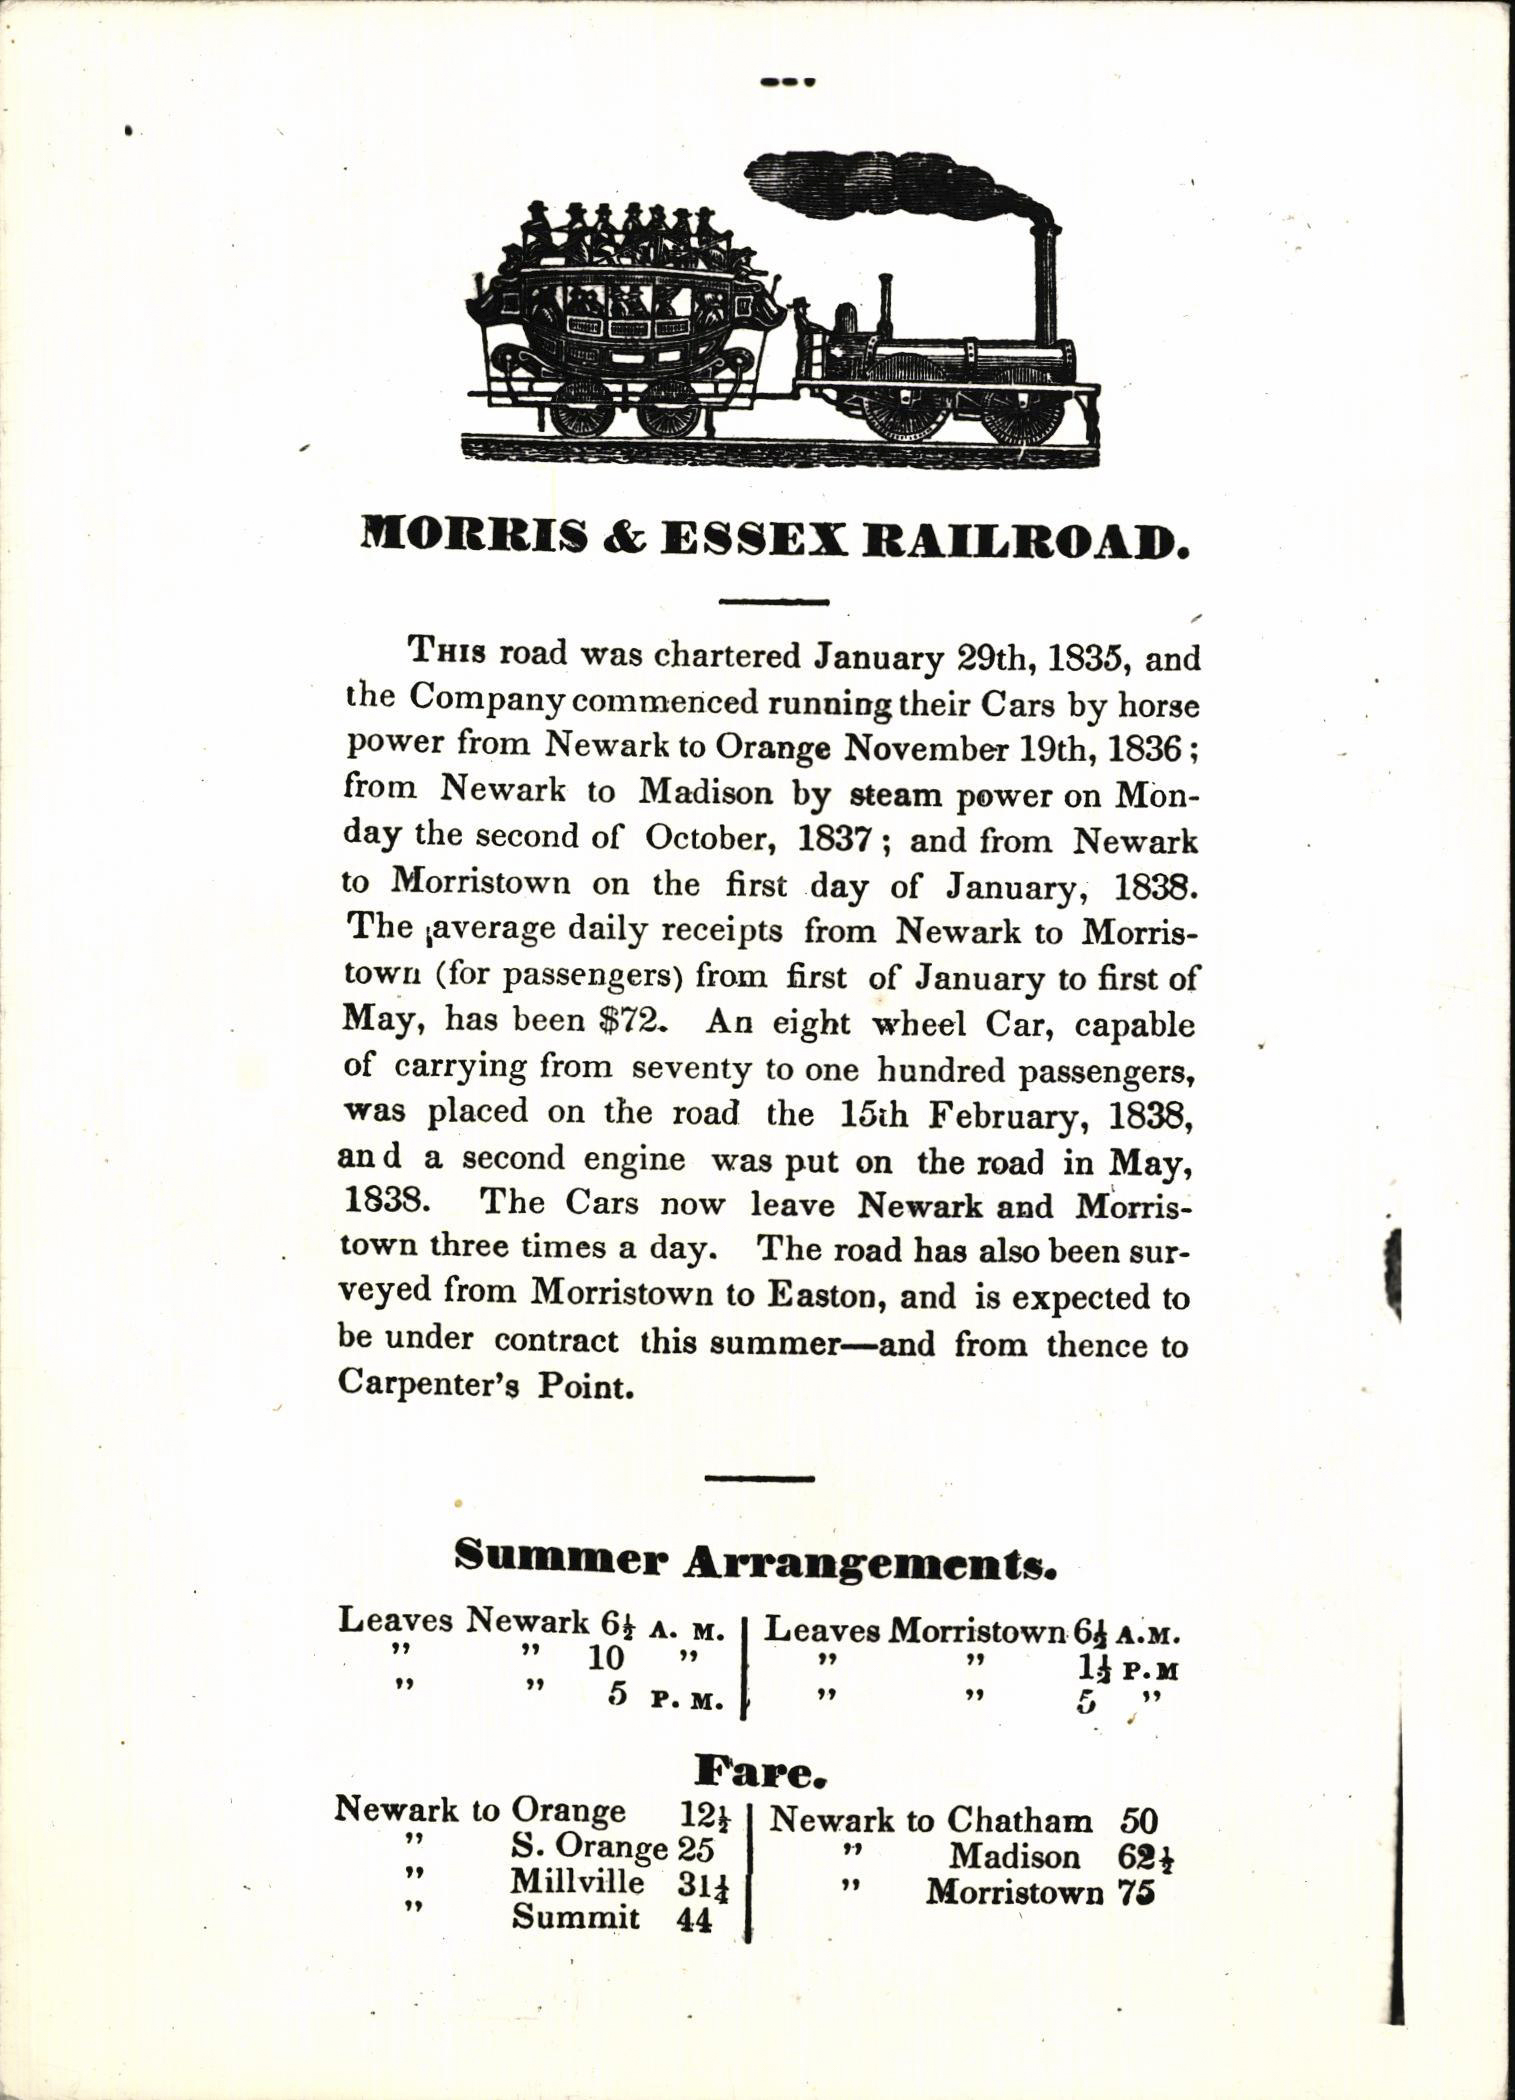 MORRIS & ESSEX RAILROAD.
THIS road was chartered January 29th, 1835, and
the Company commenced running their Cars by horse
power from Newark to Orange November 19th, 1836;
from Newark to Madison by steam power on Mon-
day the second of October, 1837; and from Newark
to Morristown on the first day of January, 1838.
The average daily receipts from Newark to Morris-
town (for passengers) from first of January to first of
May, has been $72. An eight wheel Car, capable
of carrying from seventy to one hundred passengers,
was placed on the road the 15th February, 1838,
and a second engine was put on the road in May,
1838. The Cars now leave Newark and Morris-
town three times a day. The road has also been sur-
veyed from Morristown to Easton, and is expected to
be under contract this summer—and from thence to
Carpenter's Point.
Summer Arrangements.
Leaves Newark 6½ A. M.
” ” 10 ”
” ” 5 P. M.
Leaves Morristown 6½ A.M.
” ” 1½ P.M
” ” 5 ”
Fare.
Newark to Orange 12½
” S. Orange 25
” Millville 31¼
” Summit 44
Newark to Chatham 50
” Madison 62½
” Morristown 75